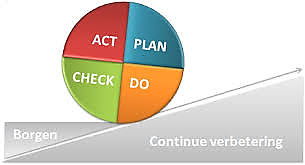 ACT PLAN
CHECK DO
Borgen
Continue verbetering